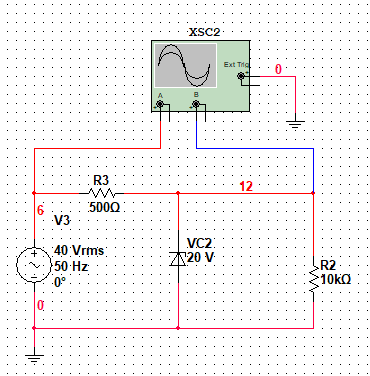 XSC2
Ext Trig
+
0
A
B
+
+
R3
500Ω
12
6
V3
40 Vrms
50 Hz
0°
VC2
20 V
R2
10kΩ
0